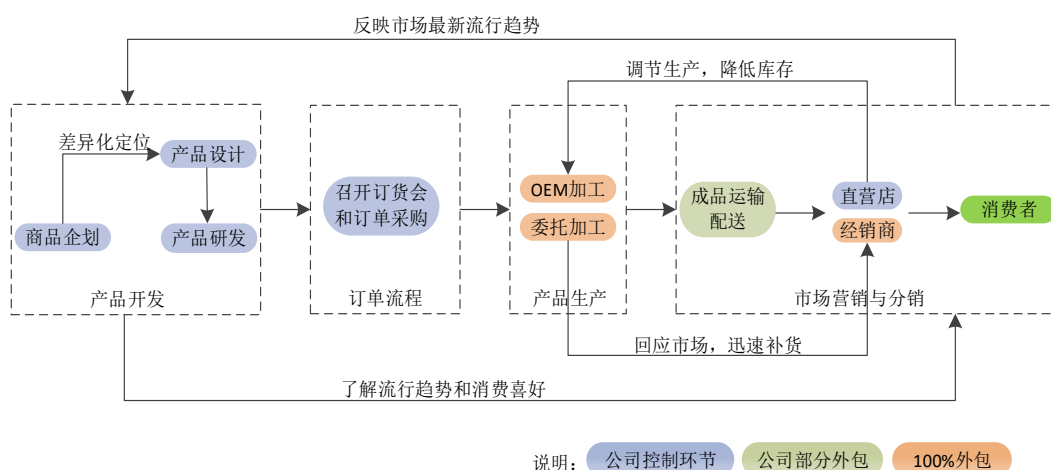 反映市场最新流行趋势
调节生产，降低库存
差异化定位
产品设计
商品企划
产品研发
产品开发
召开订货会
和订单采购
订单流程
OEM加工
委托加工
产品生产
成品运输
配送
直营店
经销商
消费者
市场营销与分销
回应市场，迅速补货
了解流行趋势和消费喜好
说明：
公司控制环节
公司部分外包
100%外包